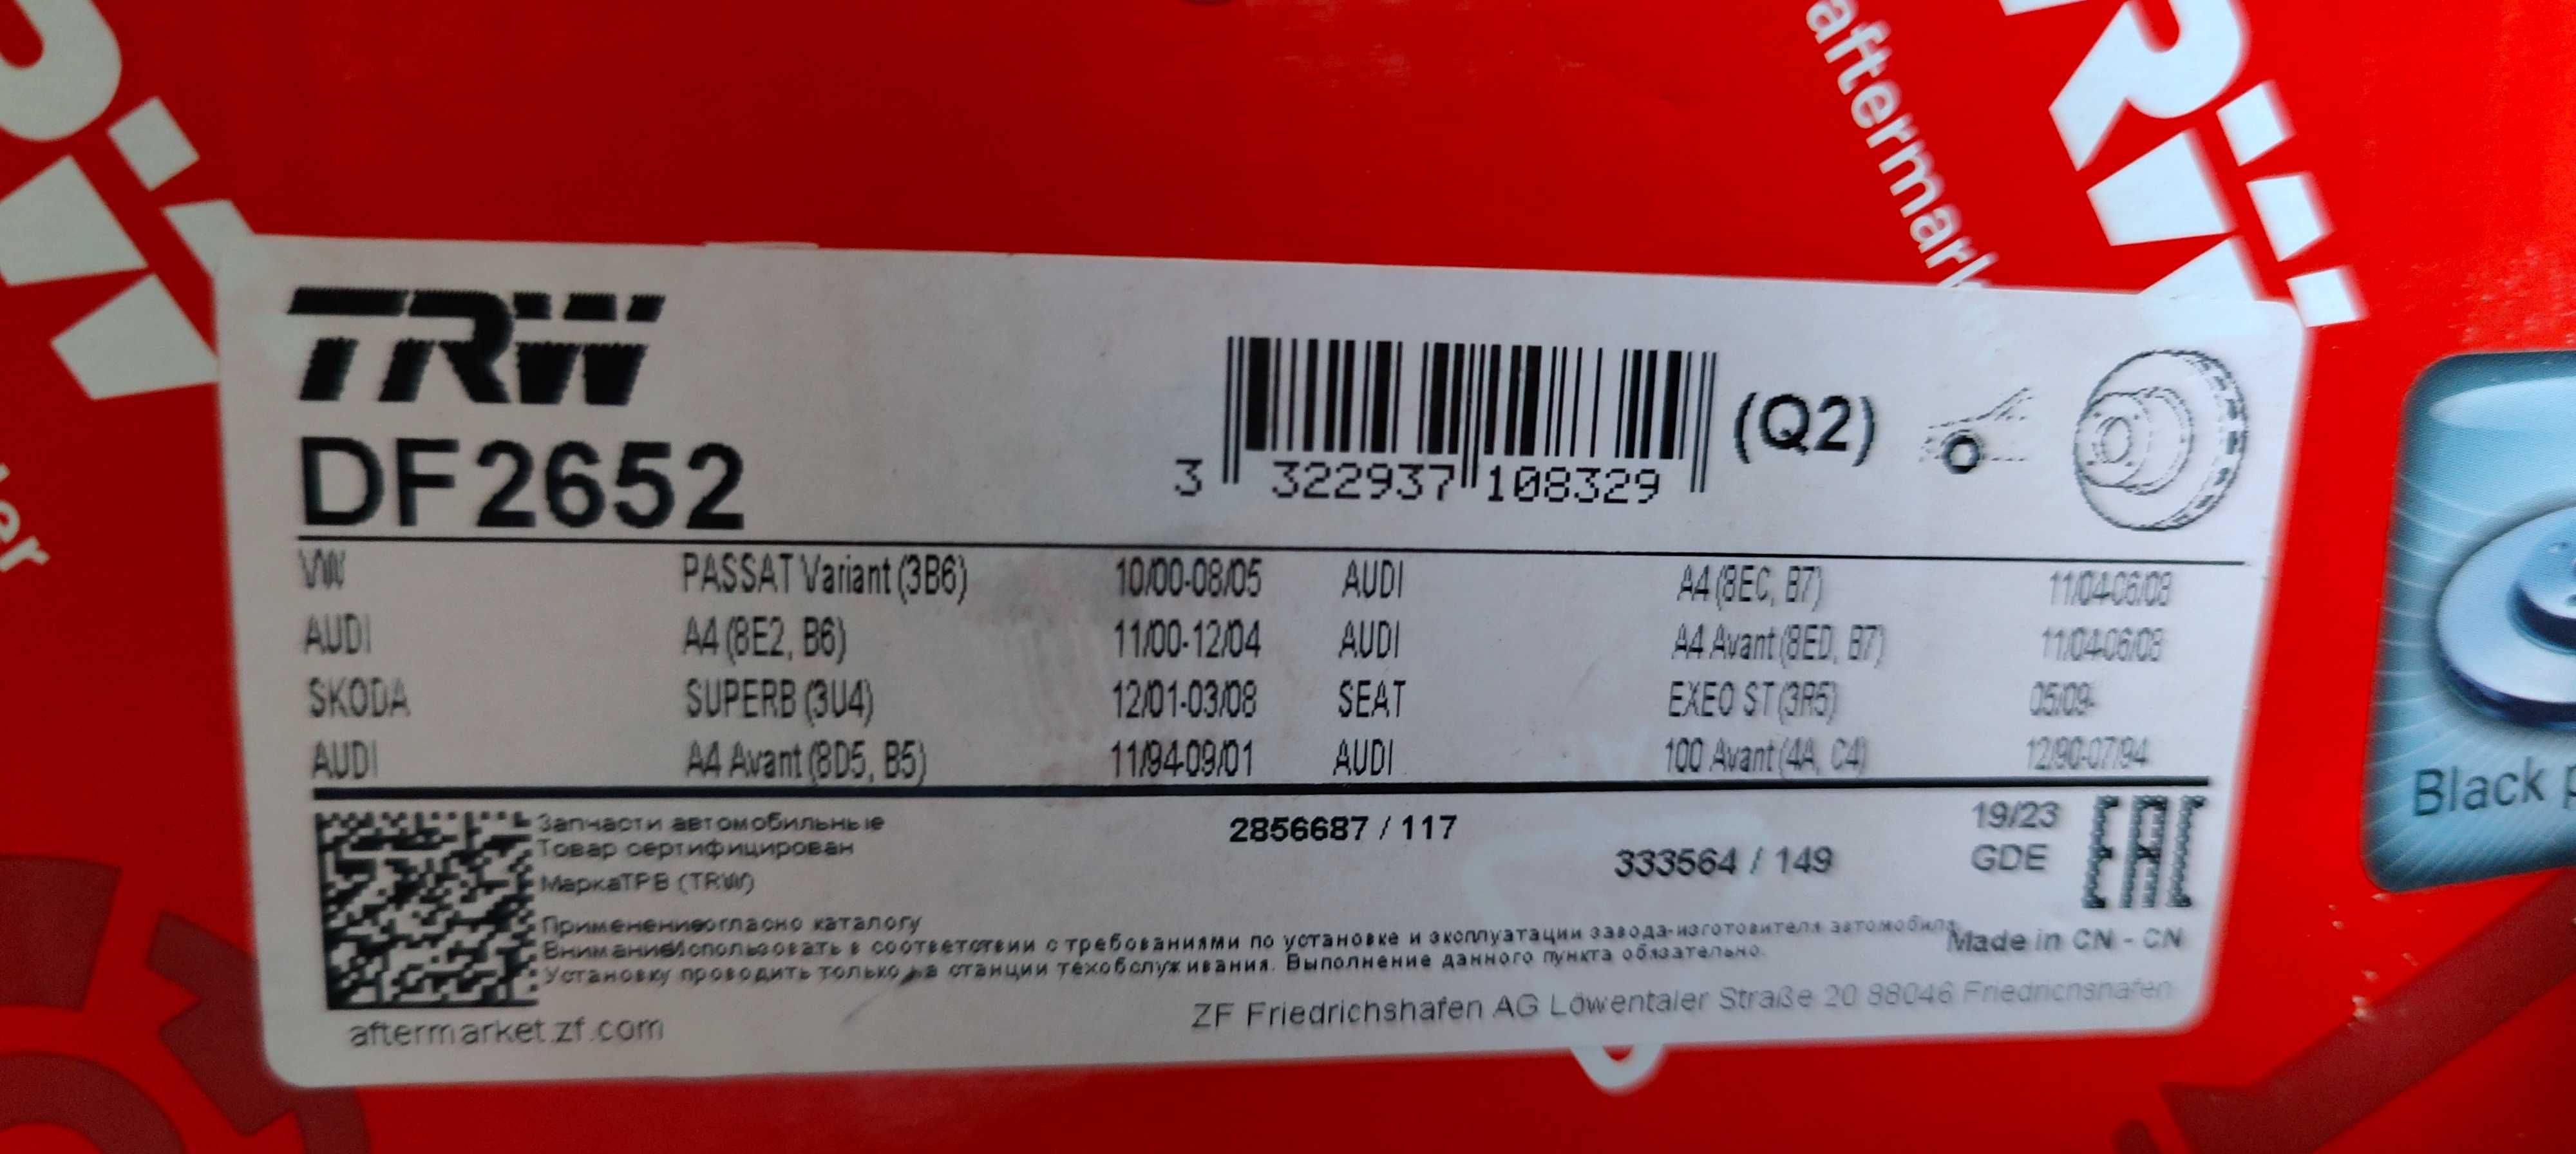 aftermark
TRW
DF2652
3 322937 108329
(Q2)
VW PASSAT Variant (3B6) 10/00-08/05 AUDI A4 (8EC, B7) 11/04-06/08
AUDI A4 (8E2, B6) 11/00-12/04 AUDI A4 Avant (8ED, B7) 11/04-06/08
SKODA SUPERB (3U4) 12/01-03/08 SEAT EXEO ST (3R5) 05/09-
AUDI A4 Avant (8D5, B5) 11/94-09/01 AUDI 100 Avant (4A, C4) 12/90-07/94
Запчасти автомобильные
Товар сертифицирован
МаркаТРВ (TRW)
2856687 / 117
333564 / 149
19/23
GDE
EAC
Применениеогласно каталогу
ВниманиеИспользовать в соответствии с требованиями по установке и эксплуатации завода-изготовителя автомобиля
Установку проводить только на станции техобслуживания. Выполнение данного пункта обязательно.
Made in CN - CN
ZF Friedrichshafen AG Löwentaler Straße 20 88046 Friedrichshafen
aftermarket.zf.com
Black